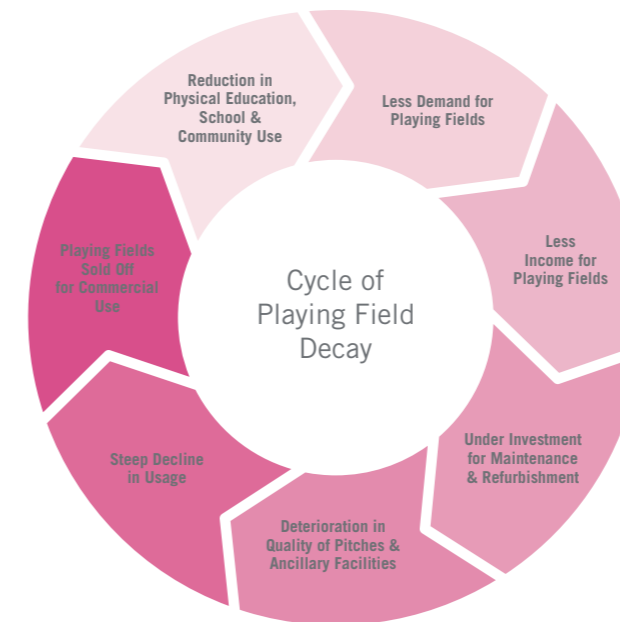 Reduction in
Physical Education,
School &
Community Use
Less Demand for
Playing Fields
Less
Income for
Playing Fields
Under Investment
for Maintenance
& Refurbishment
Deterioration in
Quality of Pitches &
Ancillary Facilities
Steep Decline
in Usage
Playing Fields
Sold Off
for Commercial
Use
Cycle of
Playing Field
Decay